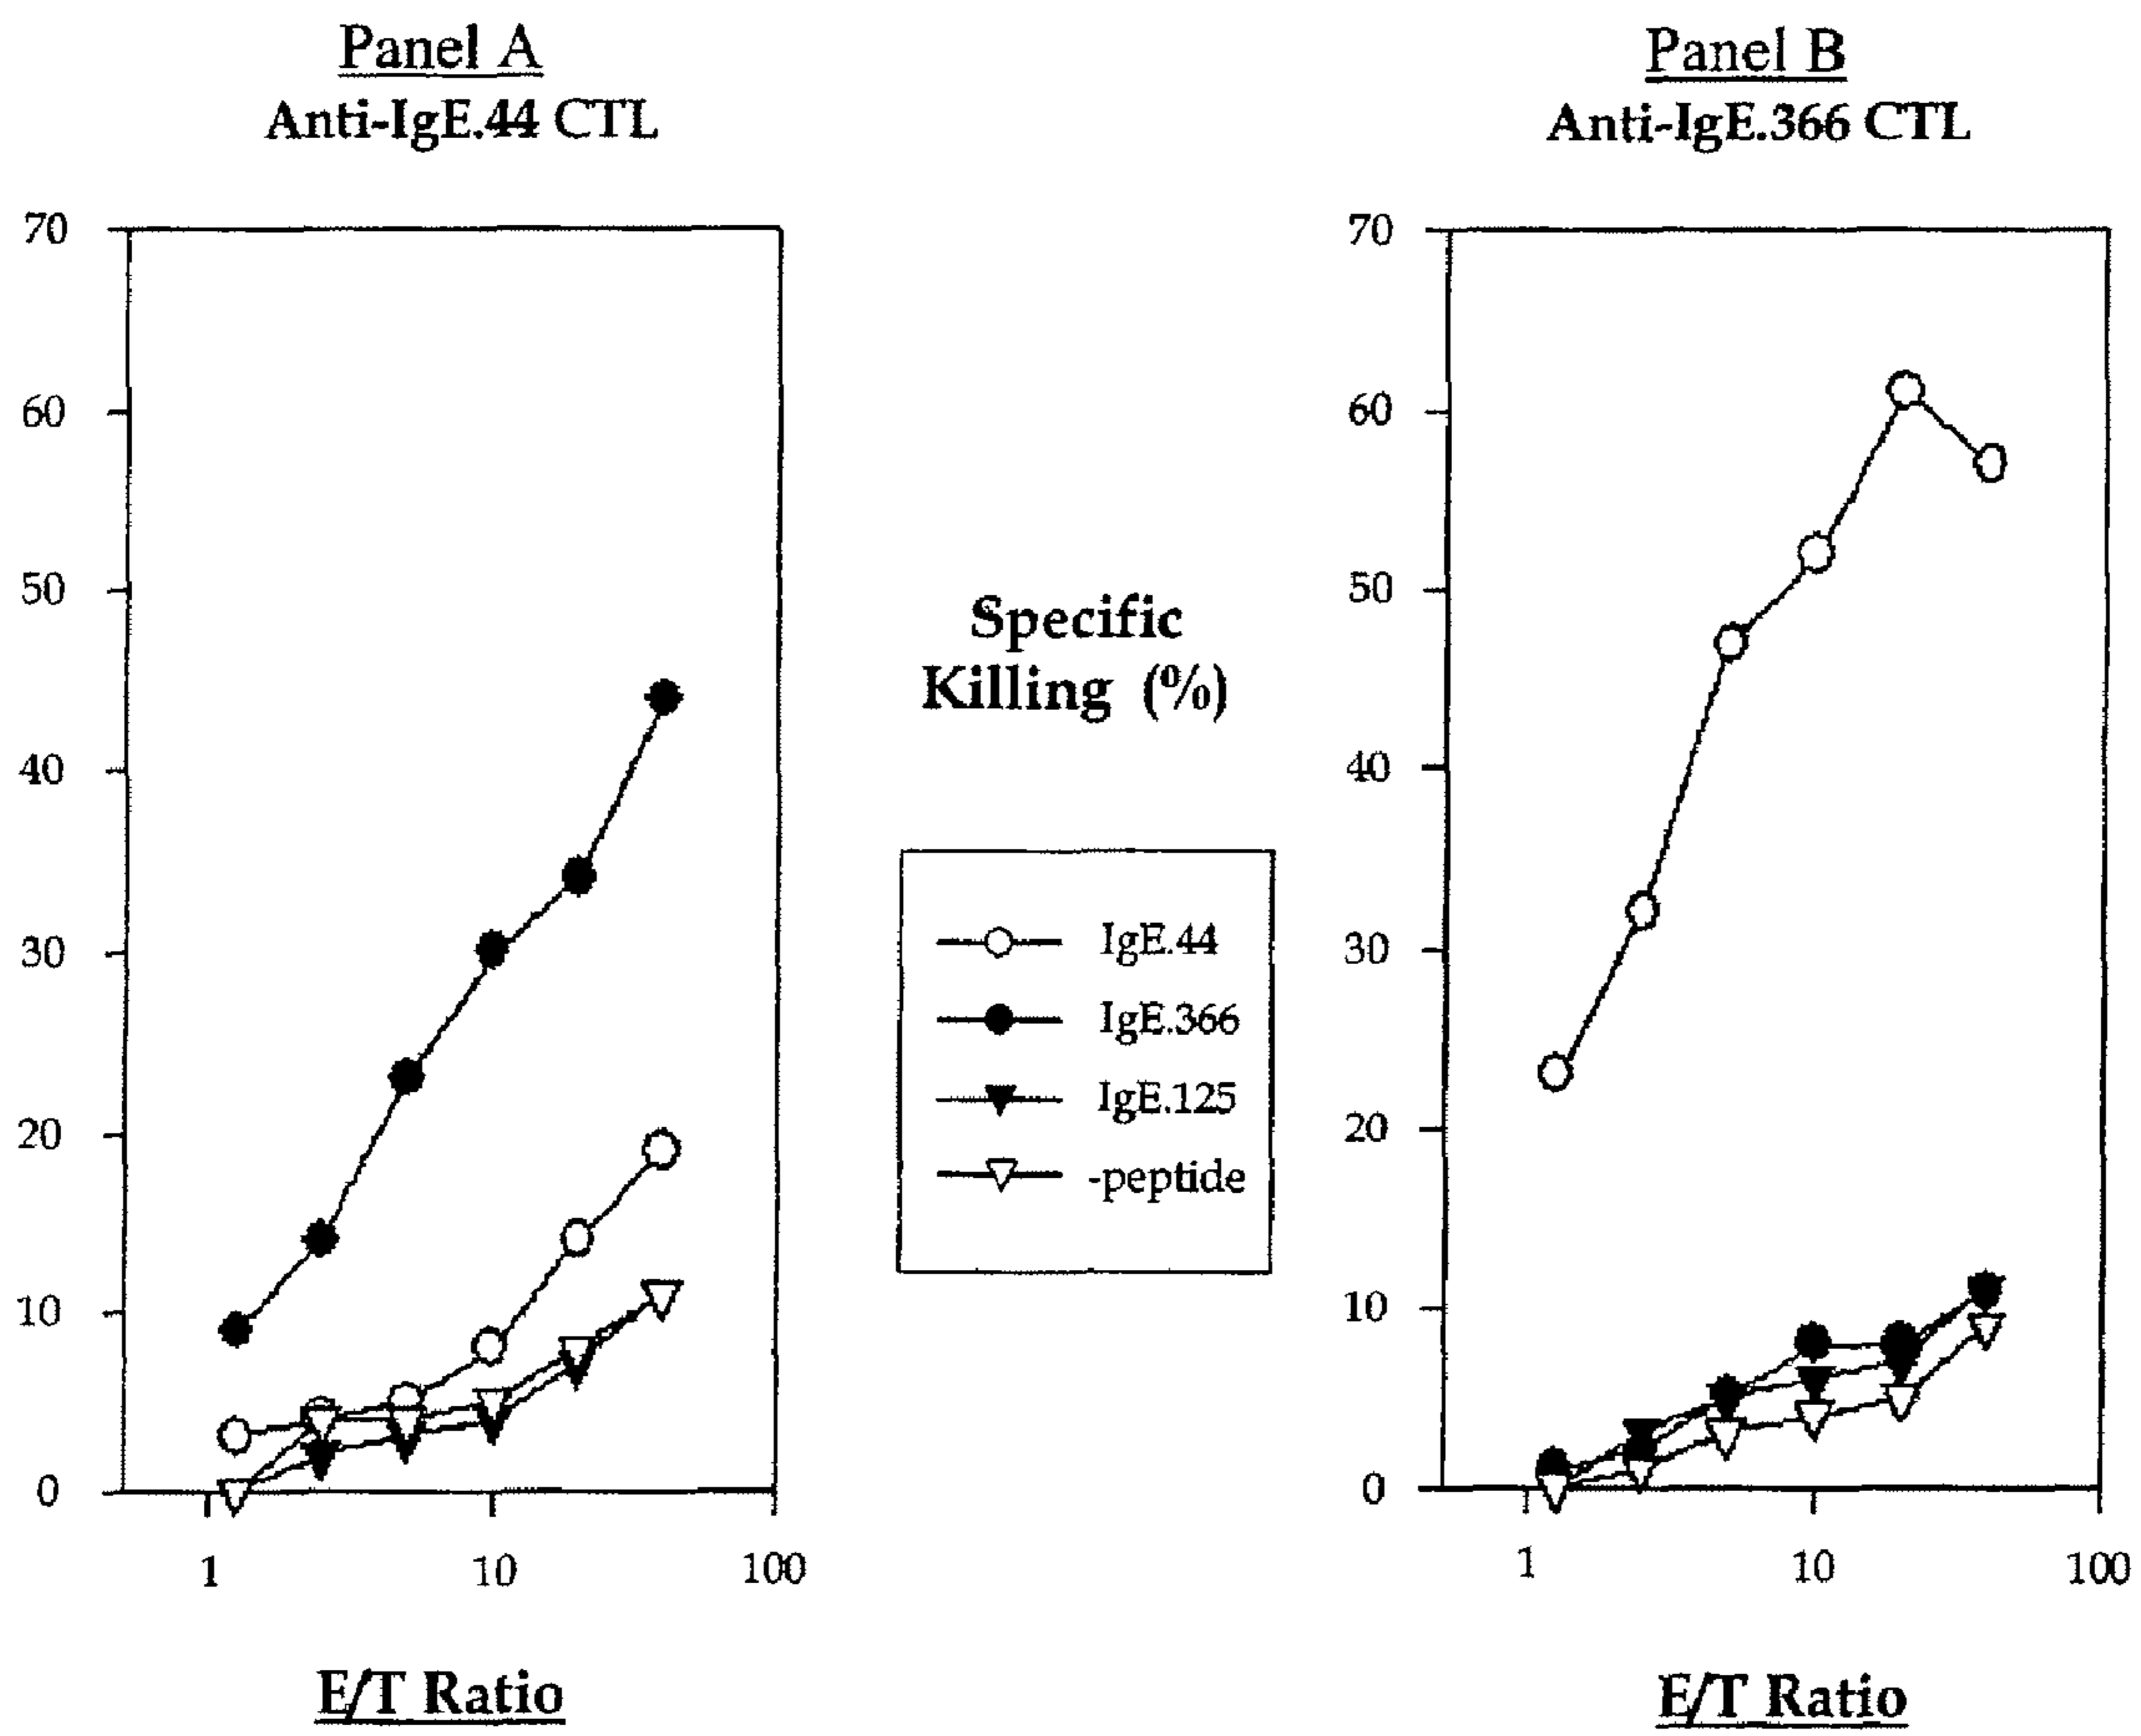 Panel A
Anti-IgE.44 CTL
70
60
50
40
30
20
10
0
1 10 100
E/T Ratio
Specific
Killing (%)
IgE.44
IgE.366
IgE.125
-peptide
Panel B
Anti-IgE.366 CTL
70
60
50
40
30
20
10
0
1 10 100
E/T Ratio